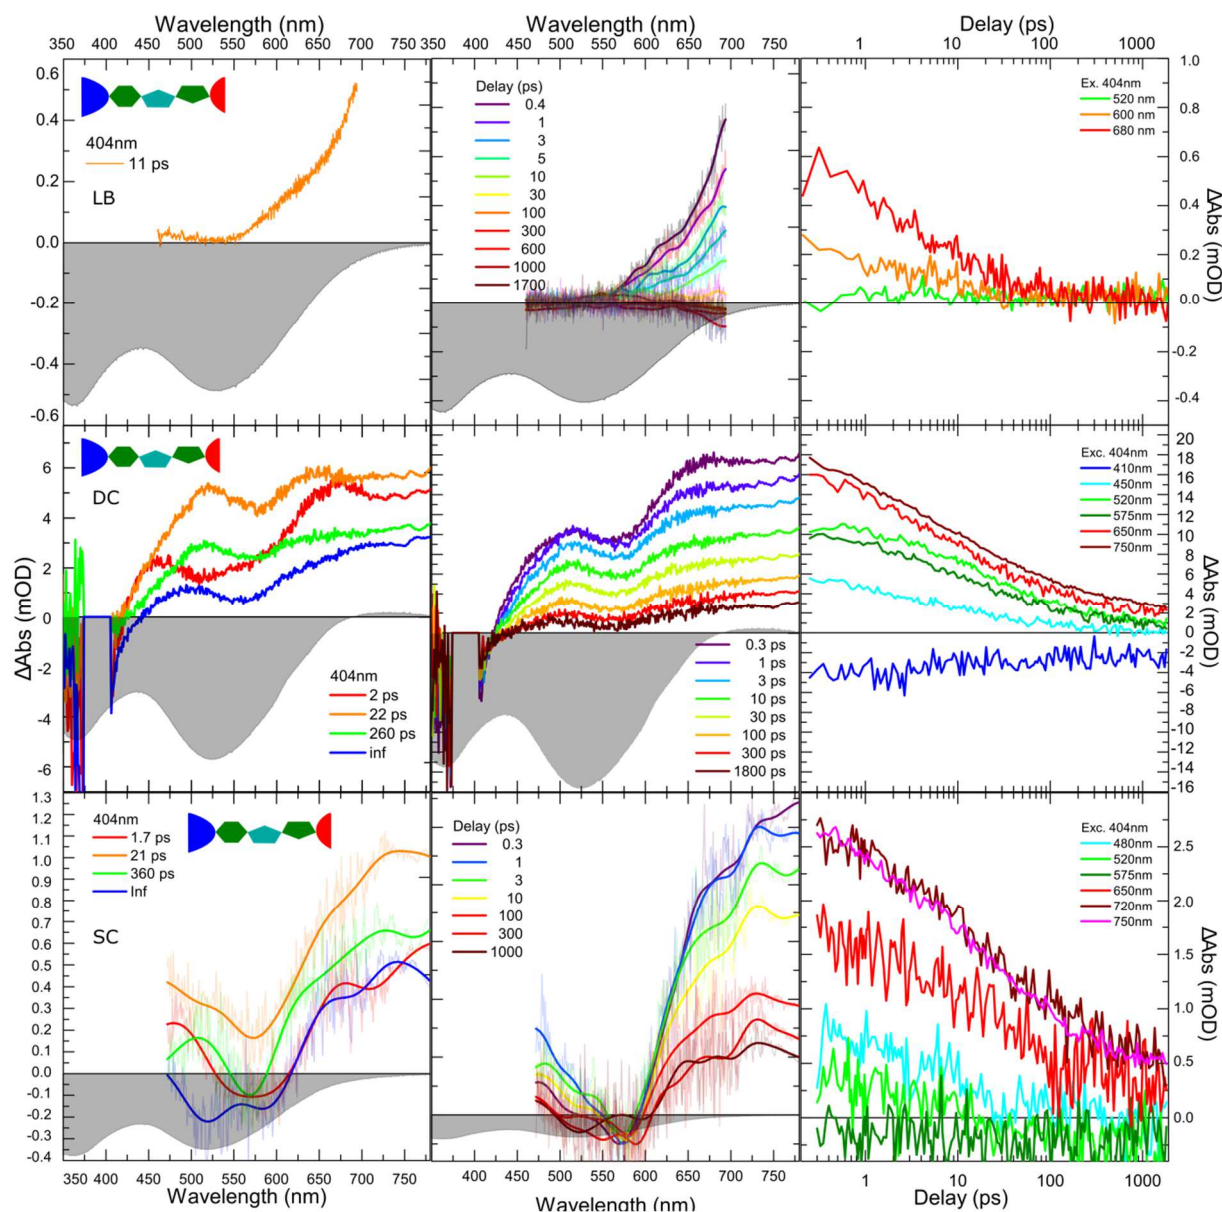 Wavelength (nm) Wavelength (nm) Delay (ps)
350 400 450 500 550 600 650 700 750 350 400 450 500 550 600 650 700 750 1 10 100 1000
0.6
0.4
0.2
0.0
-0.2
-0.4
-0.6
404nm
11 ps
LB
Delay (ps)
0.4
1
3
5
10
30
100
300
600
1000
1700
Ex. 404nm
520 nm
600 nm
680 nm
1.0
0.8
0.6
0.4
0.2
0.0
-0.2
-0.4
ΔAbs (mOD)
ΔAbs (mOD)
6
4
2
0
-2
-4
-6
DC
404nm
2 ps
22 ps
260 ps
inf
0.3 ps
1 ps
3 ps
10 ps
30 ps
100 ps
300 ps
1800 ps
Exc. 404nm
410nm
450nm
520nm
575nm
650nm
750nm
20
18
16
14
12
10
8
6
4
2
0
-2
-4
-6
-8
-10
-12
-14
-16
ΔAbs (mOD)
1.3
1.2
1.1
1.0
0.9
0.8
0.7
0.6
0.5
0.4
0.3
0.2
0.1
0.0
-0.1
-0.2
-0.3
-0.4
404nm
1.7 ps
21 ps
360 ps
Inf
SC
Delay (ps)
0.3
1
3
10
100
300
1000
Exc. 404nm
480nm
520nm
575nm
650nm
720nm
750nm
2.5
2.0
1.5
1.0
0.5
0.0
ΔAbs (mOD)
350 400 450 500 550 600 650 700 750 400 450 500 550 600 650 700 750 1 10 100 1000
Wavelength (nm) Wavelength (nm) Delay (ps)